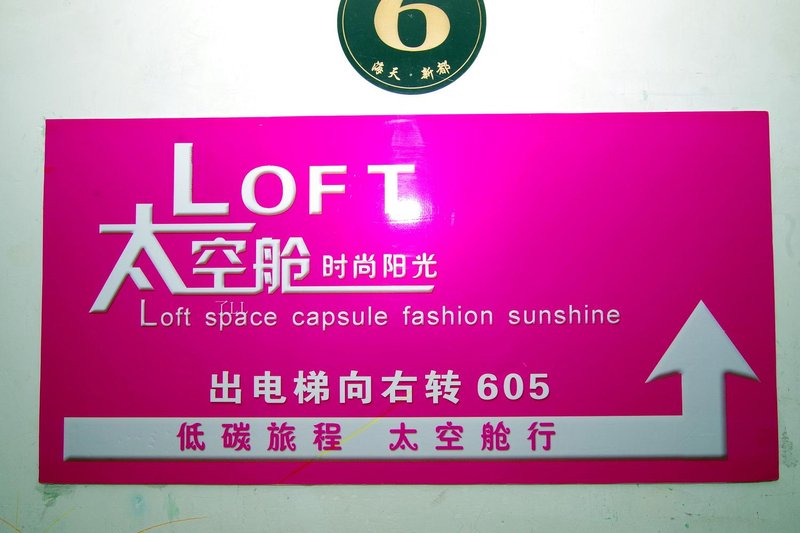 6
海天·新都
LOFT
太空舱 时尚阳光
Loft space capsule fashion sunshine
出电梯向右转 605
低碳旅程 太空舱行